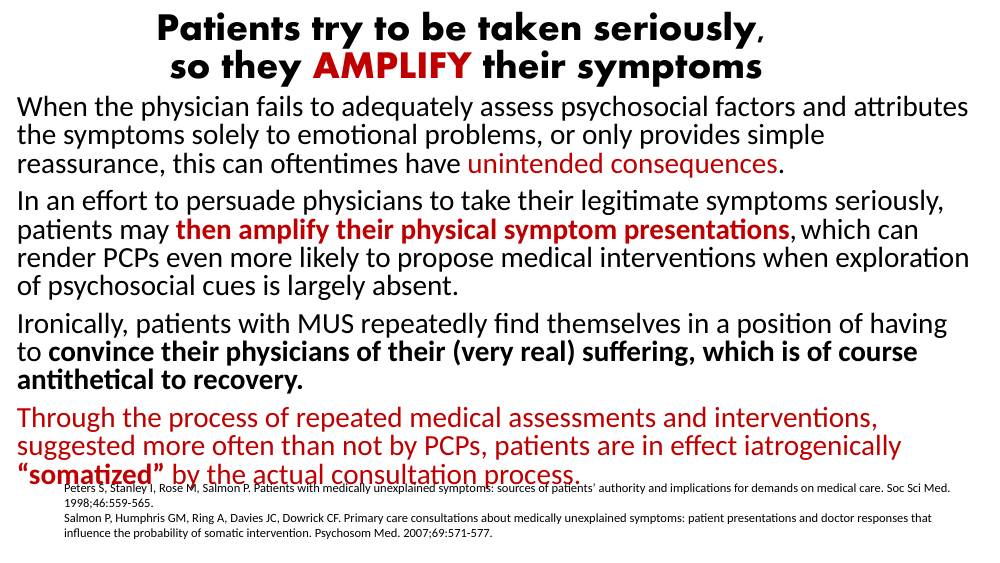 Patients try to be taken seriously,
so they AMPLIFY their symptoms
When the physician fails to adequately assess psychosocial factors and attributes
the symptoms solely to emotional problems, or only provides simple
reassurance, this can oftentimes have unintended consequences.
In an effort to persuade physicians to take their legitimate symptoms seriously,
patients may then amplify their physical symptom presentations, which can
render PCPs even more likely to propose medical interventions when exploration
of psychosocial cues is largely absent.
Ironically, patients with MUS repeatedly find themselves in a position of having
to convince their physicians of their (very real) suffering, which is of course
antithetical to recovery.
Through the process of repeated medical assessments and interventions,
suggested more often than not by PCPs, patients are in effect iatrogenically
“somatized” by the actual consultation process.
Peters S, Stanley I, Rose M, Salmon P. Patients with medically unexplained symptoms: sources of patients’ authority and implications for demands on medical care. Soc Sci Med.
1998;46:559-565.
Salmon P, Humphris GM, Ring A, Davies JC, Dowrick CF. Primary care consultations about medically unexplained symptoms: patient presentations and doctor responses that
influence the probability of somatic intervention. Psychosom Med. 2007;69:571-577.